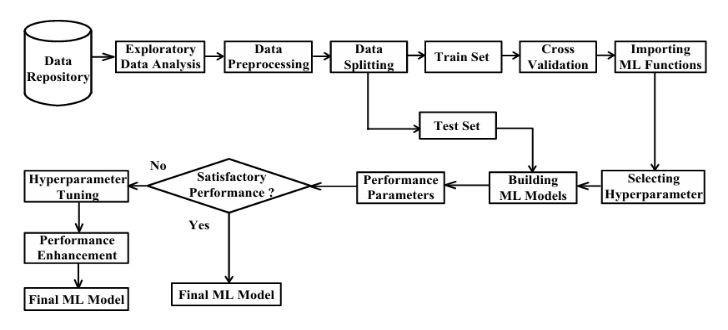 Data
Repository
Exploratory
Data Analysis
Data
Preprocessing
Data
Splitting
Train Set
Cross
Validation
Importing
ML Functions
Test Set
Selecting
Hyperparameter
Building
ML Models
Performance
Parameters
Satisfactory
Performance ?
No
Yes
Hyperparameter
Tuning
Performance
Enhancement
Final ML Model
Final ML Model